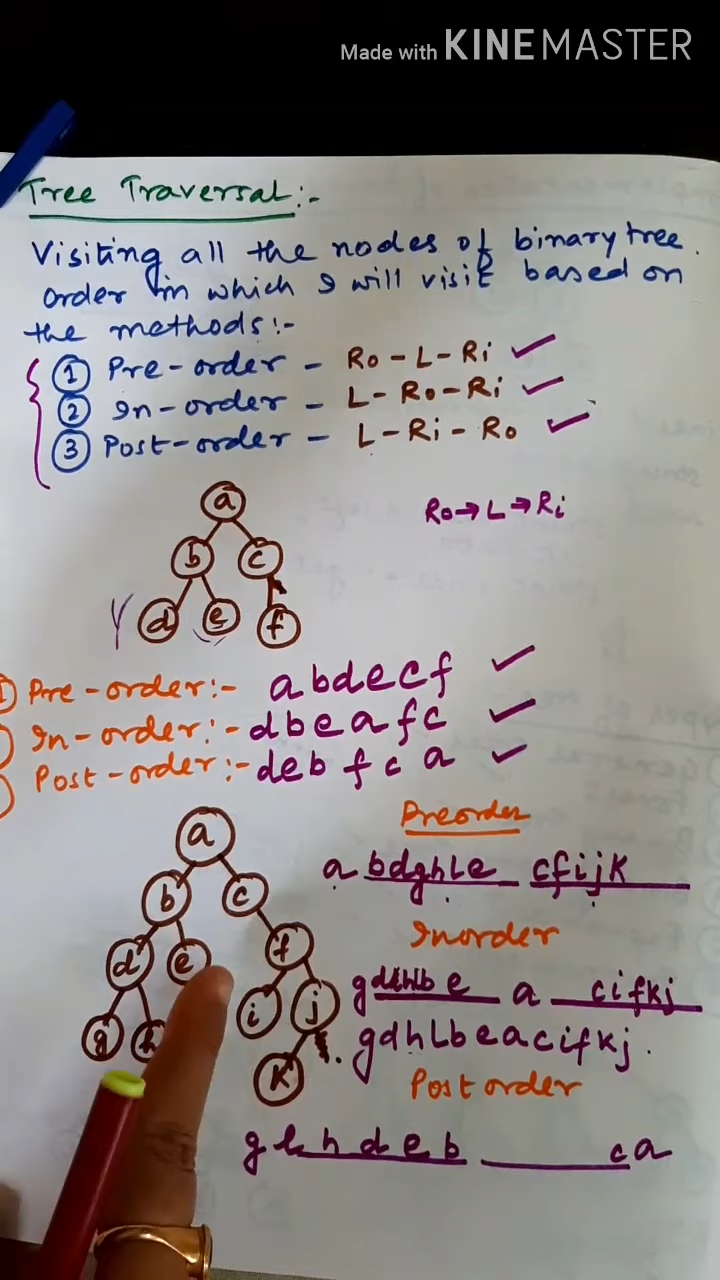 Made with KINEMASTER
Tree Traversal:-
Visiting all the nodes of binary tree.
order in which I will visit based on
the methods:-
① Pre-order - Ro-L-Ri
② In-order - L-Ro-Ri
③ Post-order - L-Ri-Ro
Ro→L→Ri
a
b c
d e f
Pre-order:- abdecf
In-order:- dbeafc
Post-order:- deb f c a
Preorder
a bdghle cfijk
Inorder
a cifkj
gdhlbeacifkj.
Postorder
g l h d e b ca
a
b c
d e f
g h i j
k